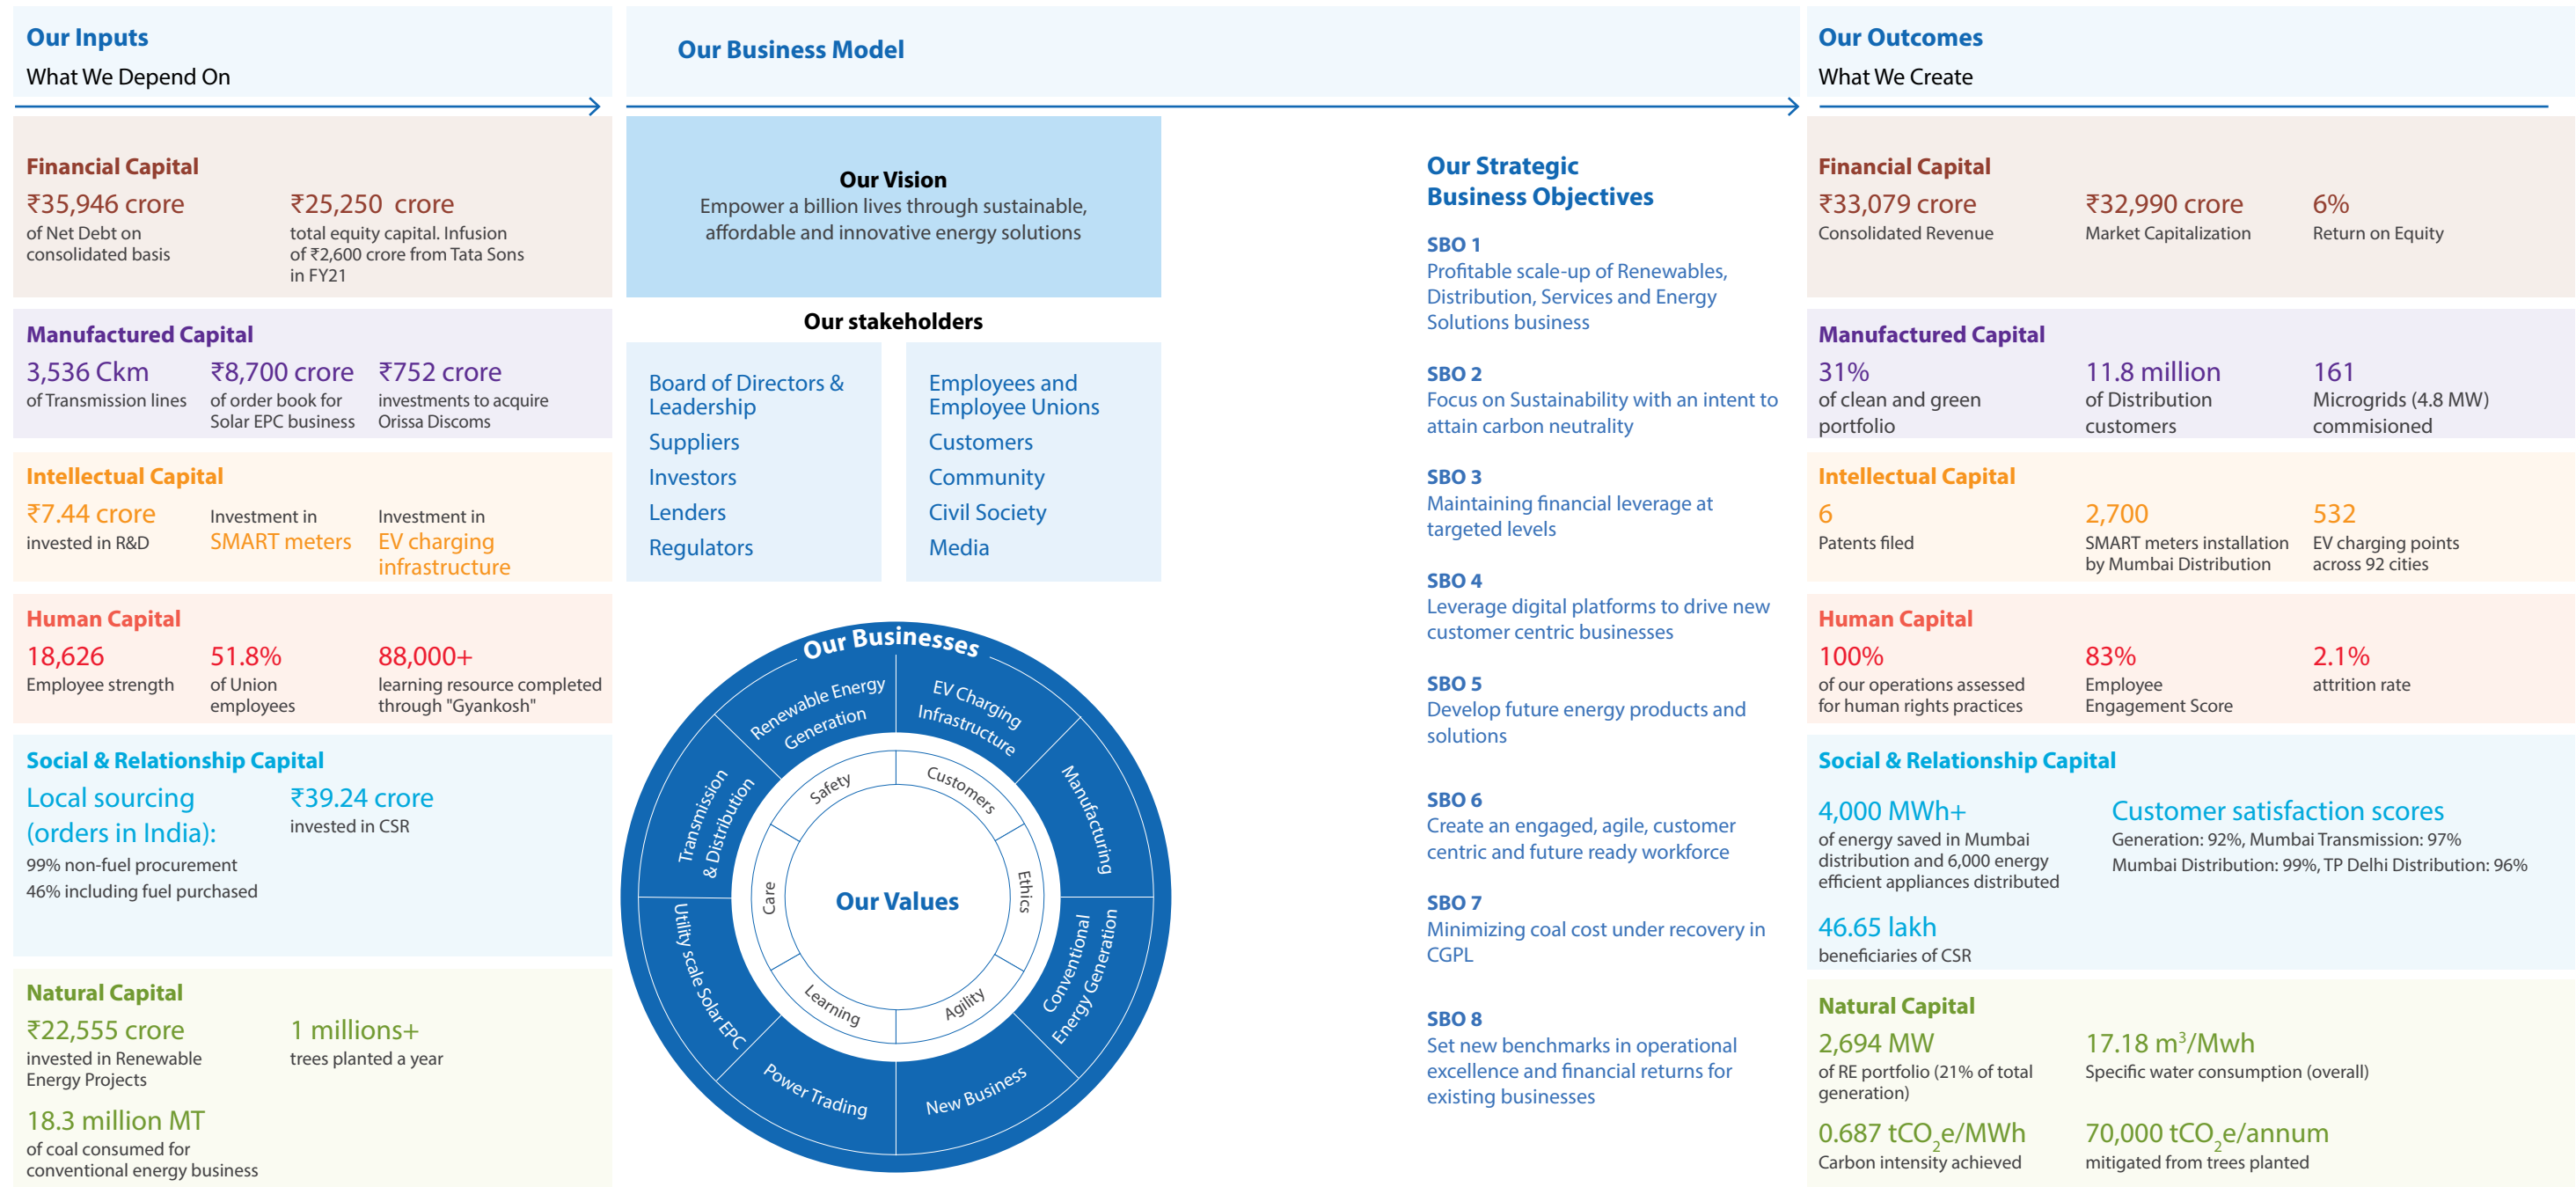 Our Inputs
What We Depend On
Financial Capital
₹35,946 crore
of Net Debt on
consolidated basis
₹25,250 crore
total equity capital. Infusion
of ₹2,600 crore from Tata Sons
in FY21
Manufactured Capital
3,536 Ckm
of Transmission lines
₹8,700 crore
of order book for
Solar EPC business
₹752 crore
investments to acquire
Orissa Discoms
Intellectual Capital
₹7.44 crore
invested in R&D
Investment in
SMART meters
Investment in
EV charging
infrastructure
Human Capital
18,626
Employee strength
51.8%
of Union
employees
88,000+
learning resource completed
through "Gyankosh"
Social & Relationship Capital
Local sourcing
(orders in India):
99% non-fuel procurement
46% including fuel purchased
₹39.24 crore
invested in CSR
Natural Capital
₹22,555 crore
invested in Renewable
Energy Projects
1 millions+
trees planted a year
18.3 million MT
of coal consumed for
conventional energy business
Our Business Model
Our Vision
Empower a billion lives through sustainable,
affordable and innovative energy solutions
Our stakeholders
Board of Directors &
Leadership
Suppliers
Investors
Lenders
Regulators
Employees and
Employee Unions
Customers
Community
Civil Society
Media
Our Businesses
Renewable Energy
Generation
EV Charging
Infrastructure
Manufacturing
Conventional
Energy Generation
New Business
Power Trading
Utility scale Solar EPC
Transmission
& Distribution
Safety
Customers
Ethics
Agility
Learning
Care
Our Values
Our Strategic
Business Objectives
SBO 1
Profitable scale-up of Renewables,
Distribution, Services and Energy
Solutions business
SBO 2
Focus on Sustainability with an intent to
attain carbon neutrality
SBO 3
Maintaining financial leverage at
targeted levels
SBO 4
Leverage digital platforms to drive new
customer centric businesses
SBO 5
Develop future energy products and
solutions
SBO 6
Create an engaged, agile, customer
centric and future ready workforce
SBO 7
Minimizing coal cost under recovery in
CGPL
SBO 8
Set new benchmarks in operational
excellence and financial returns for
existing businesses
Our Outcomes
What We Create
Financial Capital
₹33,079 crore
Consolidated Revenue
₹32,990 crore
Market Capitalization
6%
Return on Equity
Manufactured Capital
31%
of clean and green
portfolio
11.8 million
of Distribution
customers
161
Microgrids (4.8 MW)
commisioned
Intellectual Capital
6
Patents filed
2,700
SMART meters installation
by Mumbai Distribution
532
EV charging points
across 92 cities
Human Capital
100%
of our operations assessed
for human rights practices
83%
Employee
Engagement Score
2.1%
attrition rate
Social & Relationship Capital
4,000 MWh+
of energy saved in Mumbai
distribution and 6,000 energy
efficient appliances distributed
Customer satisfaction scores
Generation: 92%, Mumbai Transmission: 97%
Mumbai Distribution: 99%, TP Delhi Distribution: 96%
46.65 lakh
beneficiaries of CSR
Natural Capital
2,694 MW
of RE portfolio (21% of total
generation)
17.18 m³/Mwh
Specific water consumption (overall)
0.687 tCO₂e/MWh
Carbon intensity achieved
70,000 tCO₂e/annum
mitigated from trees planted